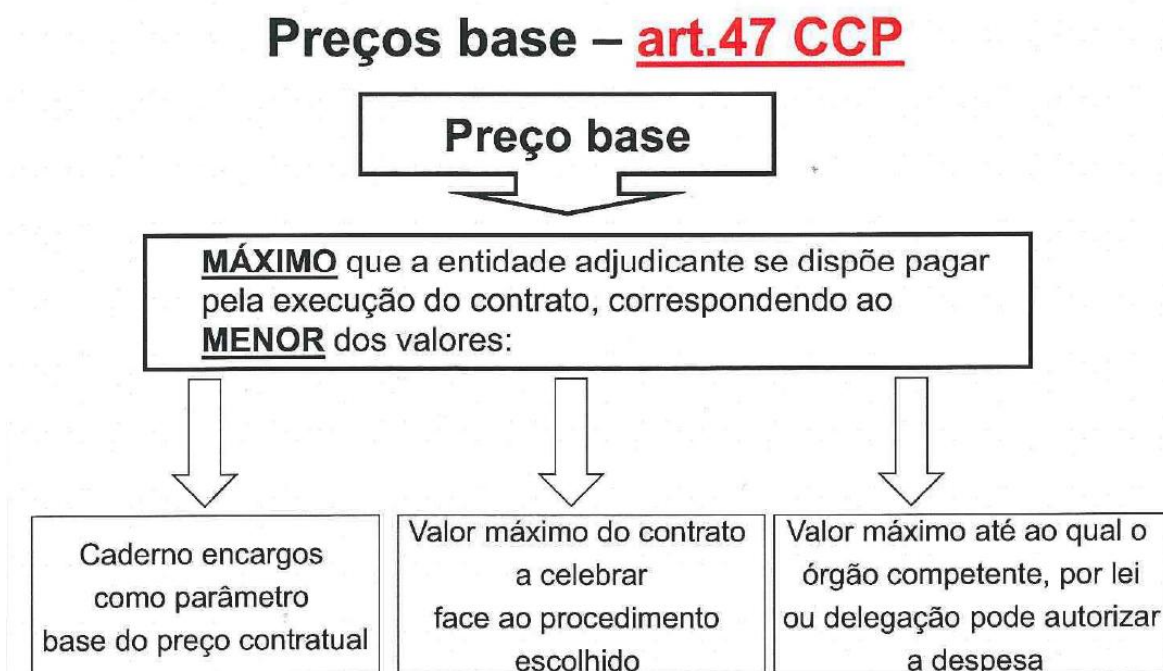 Preços base – art.47 CCP
Preço base
MÁXIMO que a entidade adjudicante se dispõe pagar
pela execução do contrato, correspondendo ao
MENOR dos valores:
Caderno encargos
como parâmetro
base do preço contratual
Valor máximo do contrato
a celebrar
face ao procedimento
escolhido
Valor máximo até ao qual o
órgão competente, por lei
ou delegação pode autorizar
a despesa